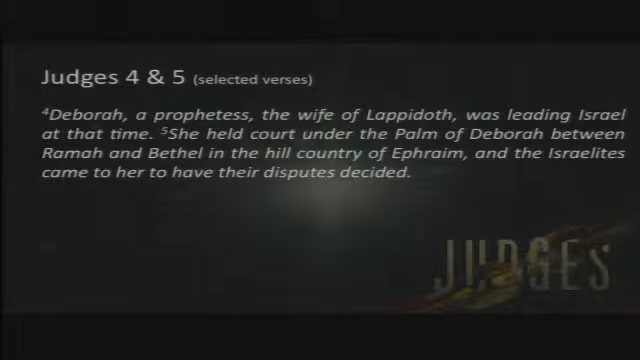 Judges 4 & 5 (selected verses)
⁴Deborah, a prophetess, the wife of Lappidoth, was leading Israel
at that time. ⁵She held court under the Palm of Deborah between
Ramah and Bethel in the hill country of Ephraim, and the Israelites
came to her to have their disputes decided.
JUDGES